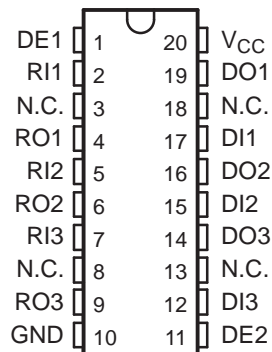 DE1 1 20 VCC
RI1 2 19 DO1
N.C. 3 18 N.C.
RO1 4 17 DI1
RI2 5 16 DO2
RO2 6 15 DI2
RI3 7 14 DO3
N.C. 8 13 N.C.
RO3 9 12 DI3
GND 10 11 DE2